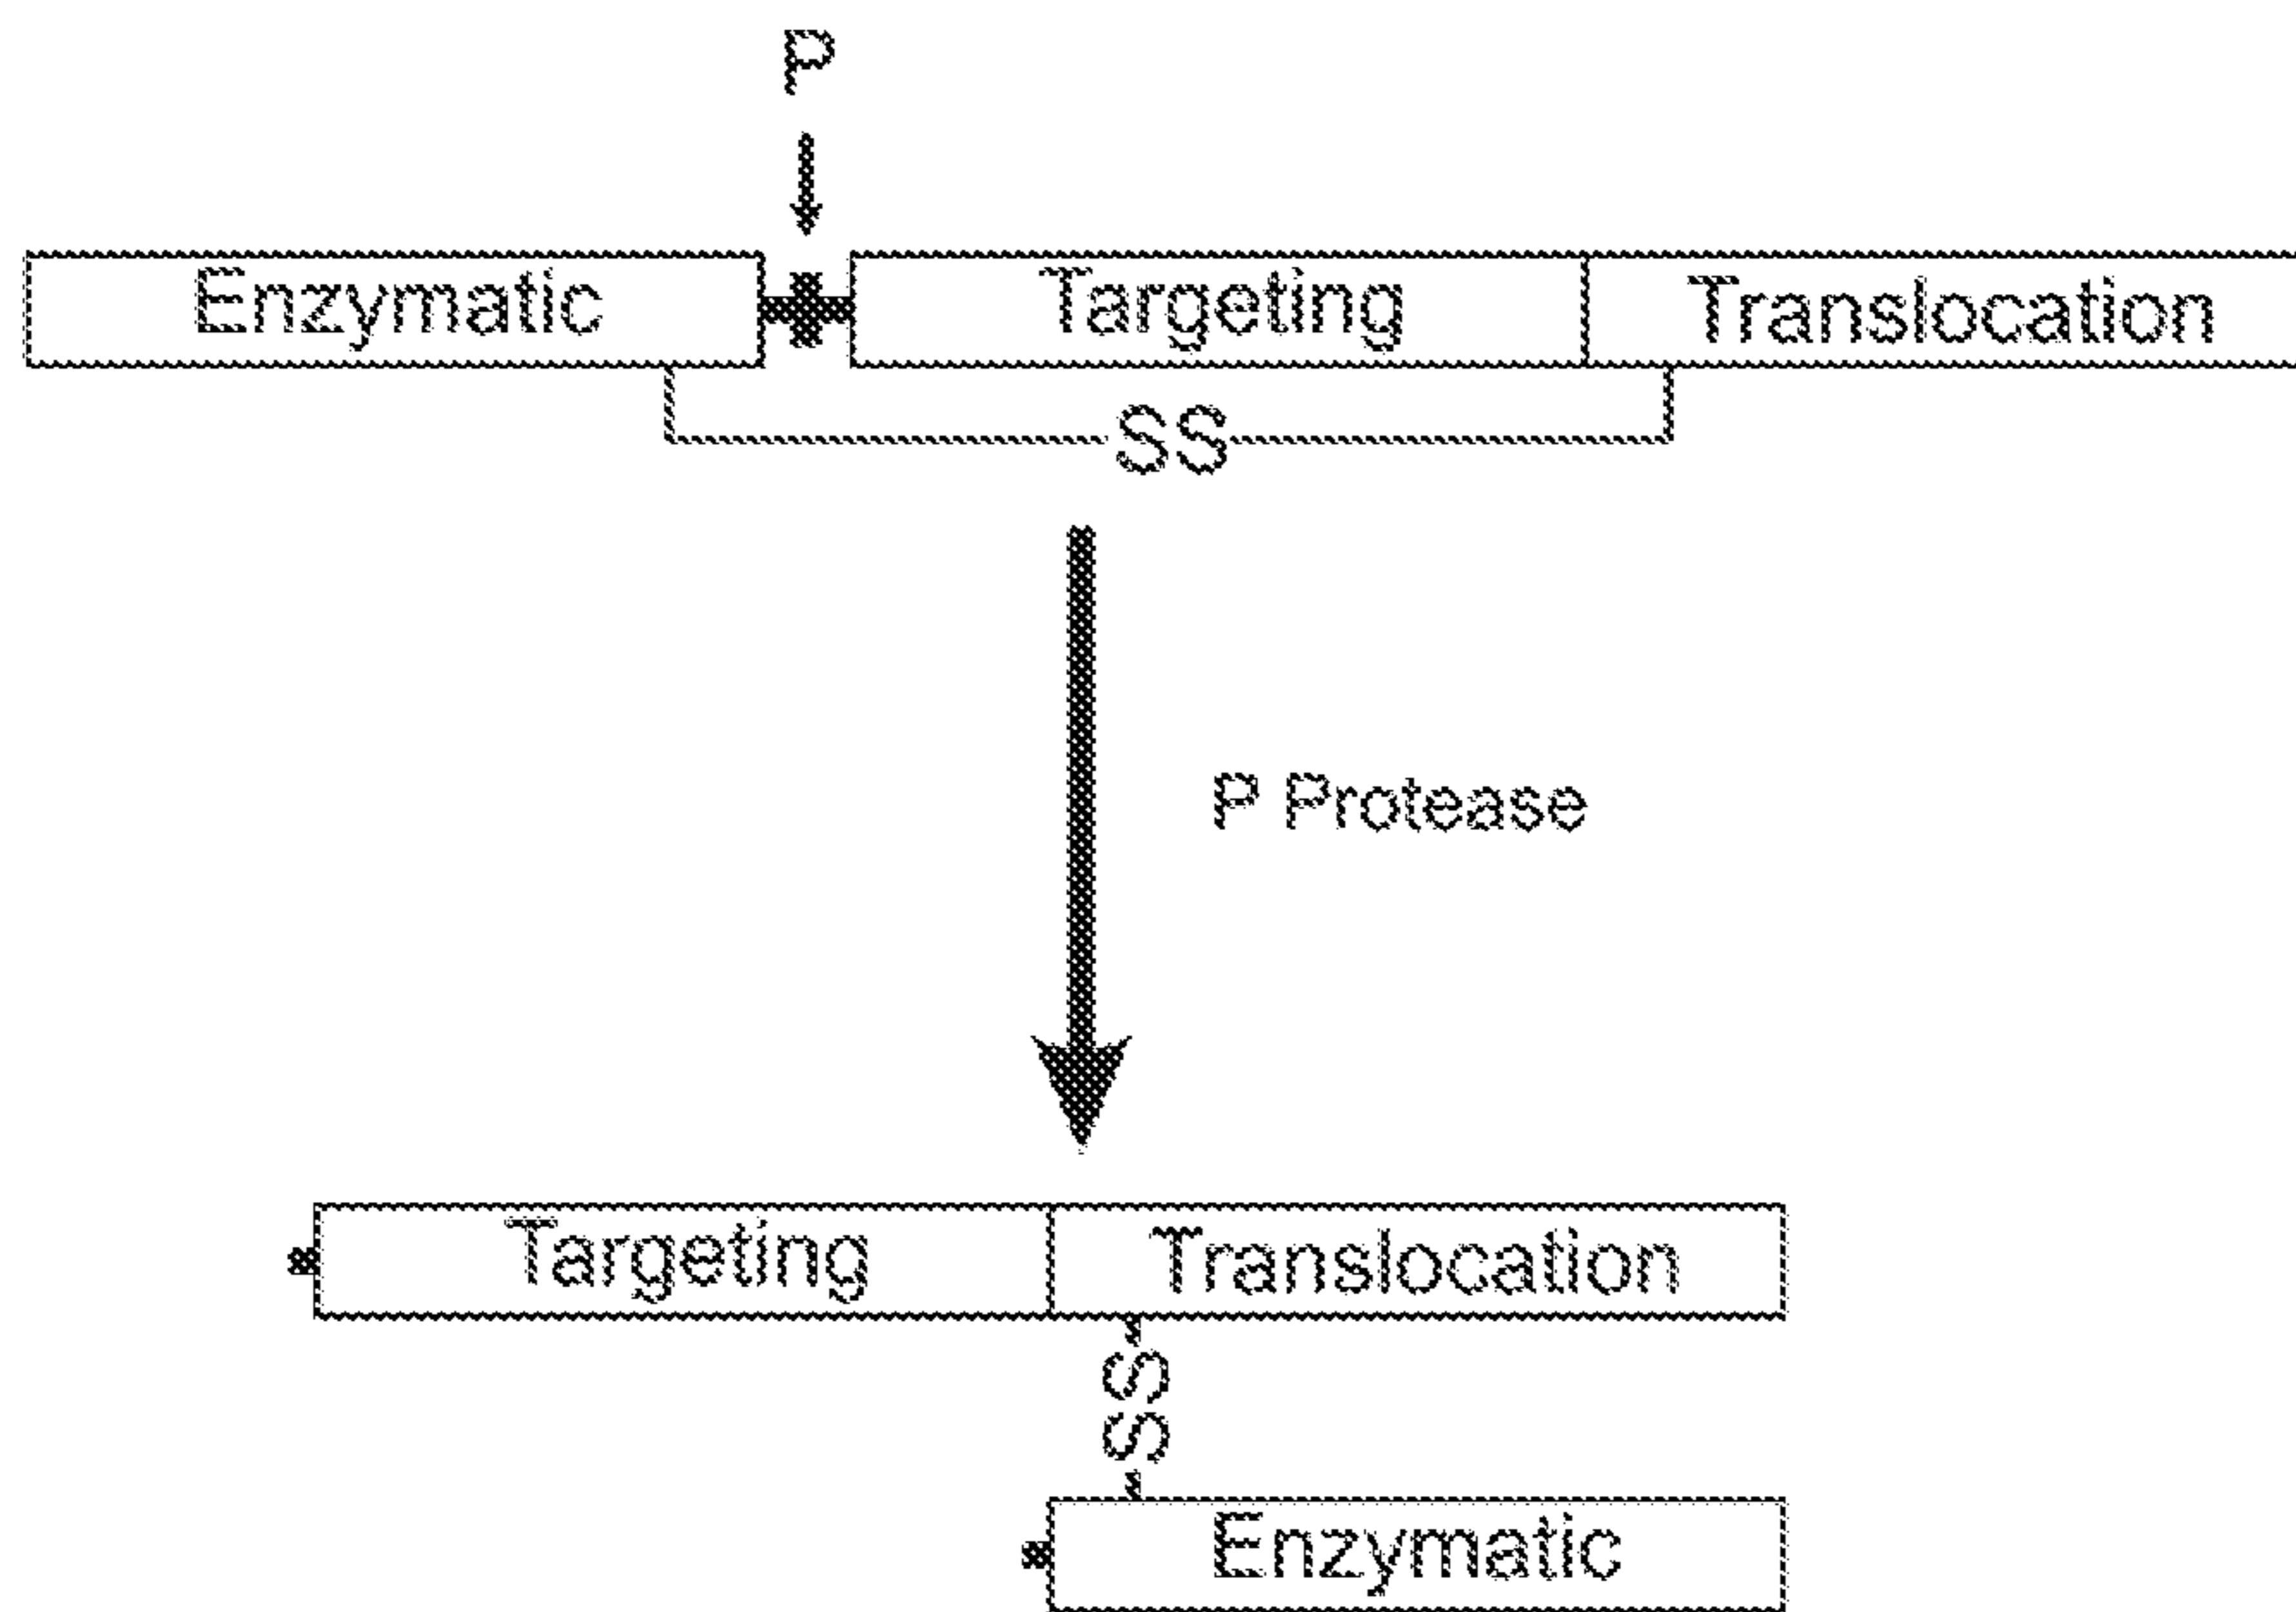 P
Enzymatic Targeting Translocation
SS
P Protease
Targeting Translocation
SS
Enzymatic